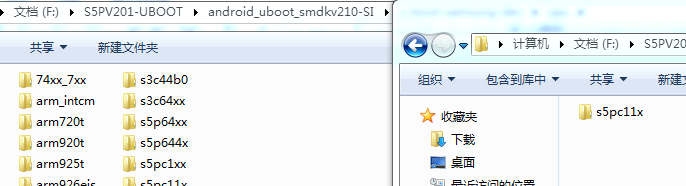 文档 (F:) S5PV201-UBOOT android_uboot_smdkv210-SI
共享 新建文件夹
74xx_7xx s3c44b0
arm_intcm s3c64xx
arm720t s5p64xx
arm920t s5p644x
arm925t s5pc1xx
arm926ejs s5pc11x
计算机 文档 (F:) S5PV20
组织 包含到库中 共享 新建
收藏夹
s5pc11x
下载
桌面
最近访问的位置